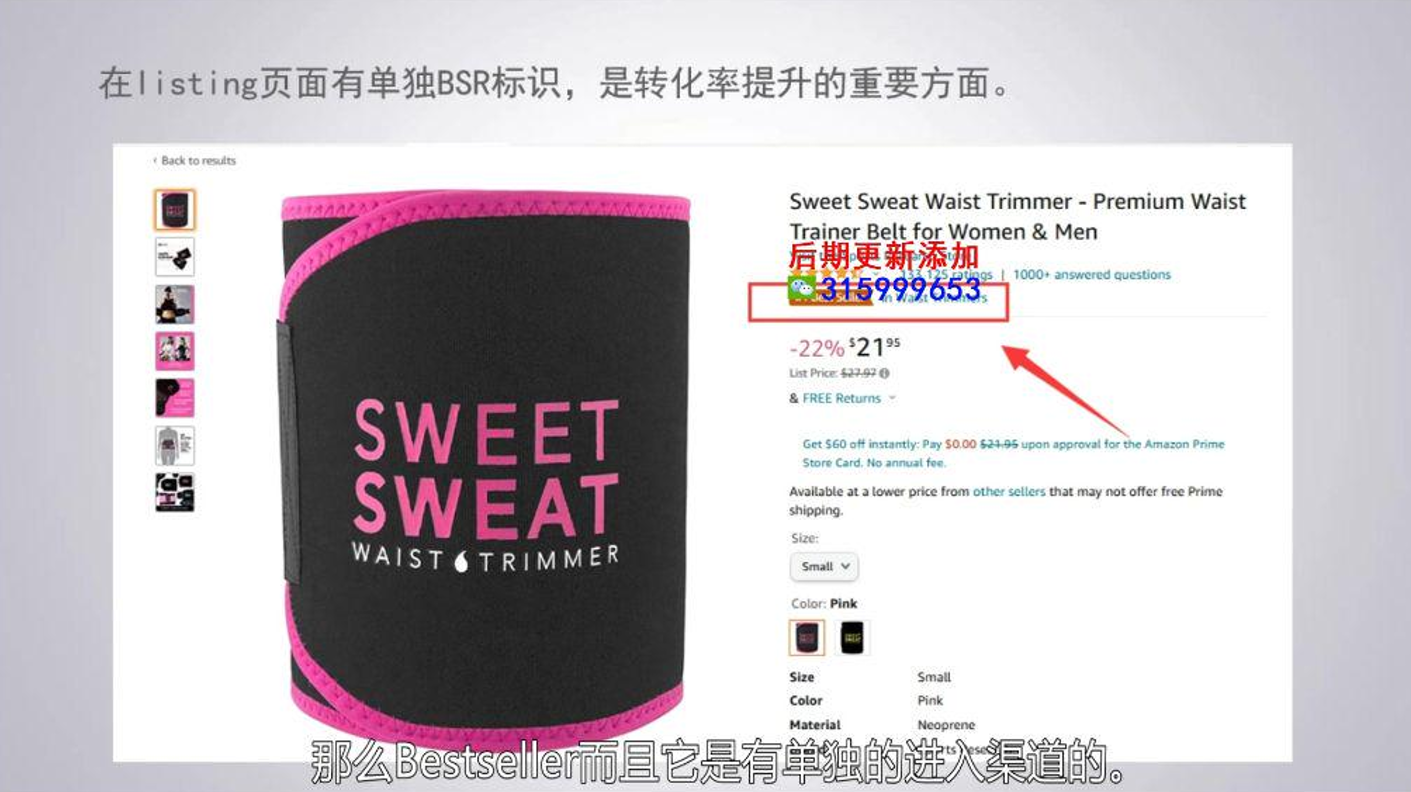 在listing页面有单独BSR标识，是转化率提升的重要方面。
‹ Back to results
Sweet Sweat Waist Trimmer - Premium Waist
Trainer Belt for Women & Men
后期更新添加
133,125 ratings | 1000+ answered questions
315999653
in Waist Trimmers
-22% $21 95
List Price: $27.97
& FREE Returns
Get $60 off instantly: Pay $0.00 $21.95 upon approval for the Amazon Prime
Store Card. No annual fee.
Available at a lower price from other sellers that may not offer free Prime
shipping.
Size:
Small
Color: Pink
Size Small
Color Pink
Material Neoprene
SWEET
SWEAT
WAIST TRIMMER
那么Bestseller而且它是有单独的进入渠道的。